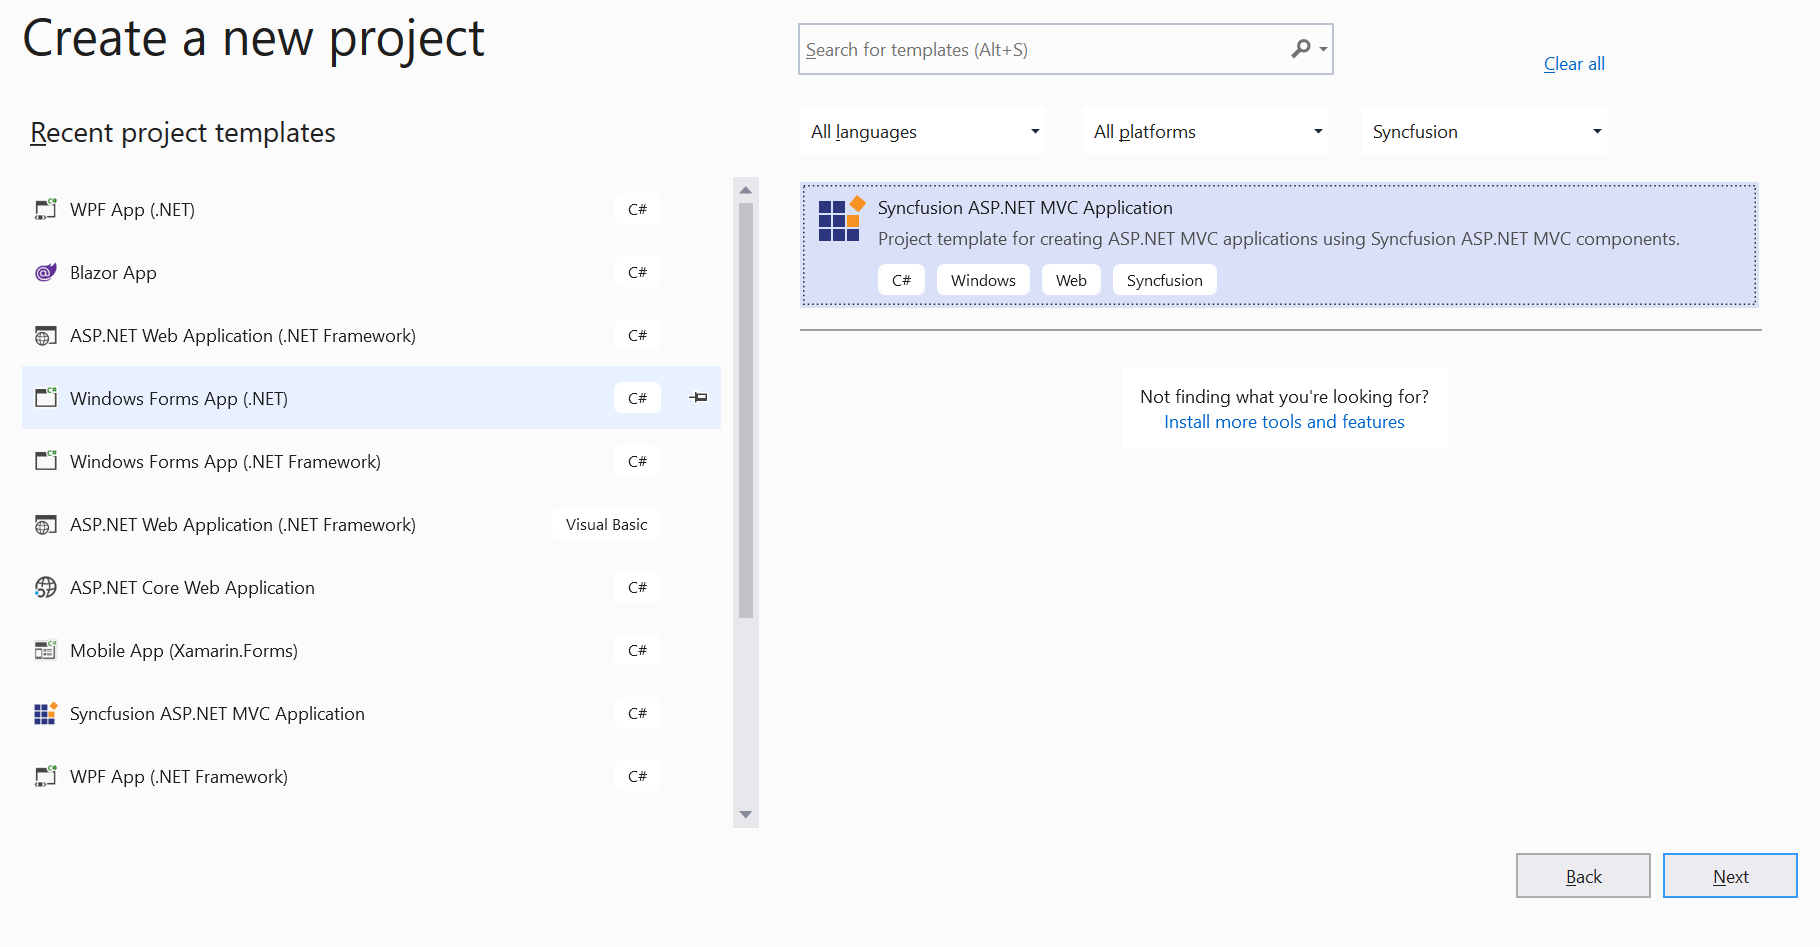 Create a new project
Search for templates (Alt+S)
Clear all
Recent project templates
All languages
All platforms
Syncfusion
WPF App (.NET)
C#
Blazor App
C#
ASP.NET Web Application (.NET Framework)
C#
Windows Forms App (.NET)
C#
Windows Forms App (.NET Framework)
C#
ASP.NET Web Application (.NET Framework)
Visual Basic
ASP.NET Core Web Application
C#
Mobile App (Xamarin.Forms)
C#
Syncfusion ASP.NET MVC Application
C#
WPF App (.NET Framework)
C#
Syncfusion ASP.NET MVC Application
Project template for creating ASP.NET MVC applications using Syncfusion ASP.NET MVC components.
C# Windows Web Syncfusion
Not finding what you're looking for?
Install more tools and features
Back
Next